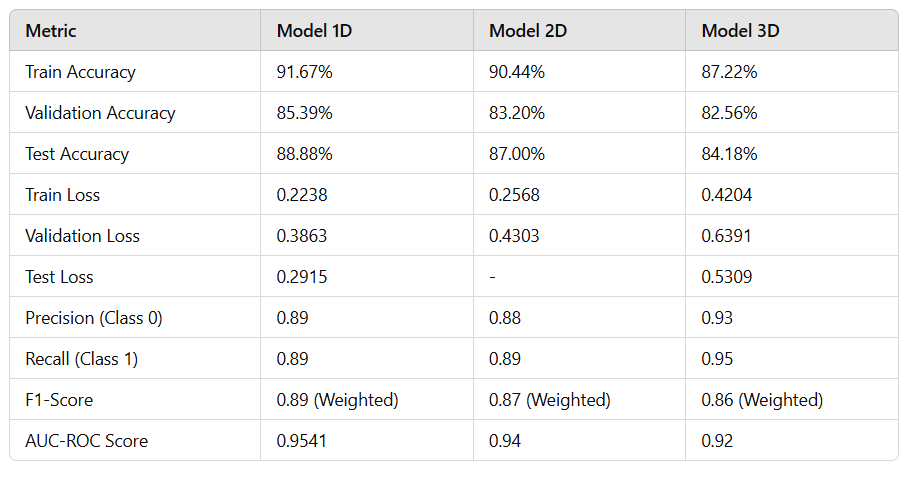 Metric Model 1D Model 2D Model 3D
Train Accuracy 91.67% 90.44% 87.22%
Validation Accuracy 85.39% 83.20% 82.56%
Test Accuracy 88.88% 87.00% 84.18%
Train Loss 0.2238 0.2568 0.4204
Validation Loss 0.3863 0.4303 0.6391
Test Loss 0.2915 - 0.5309
Precision (Class 0) 0.89 0.88 0.93
Recall (Class 1) 0.89 0.89 0.95
F1-Score 0.89 (Weighted) 0.87 (Weighted) 0.86 (Weighted)
AUC-ROC Score 0.9541 0.94 0.92